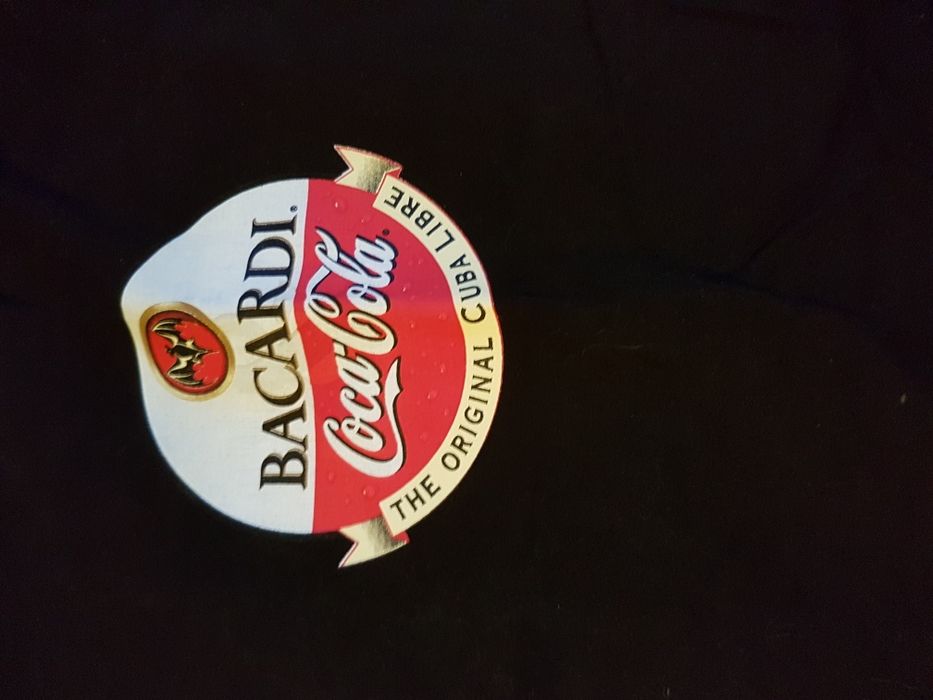 BACARDI®
Coca-Cola®
THE ORIGINAL CUBA LIBRE